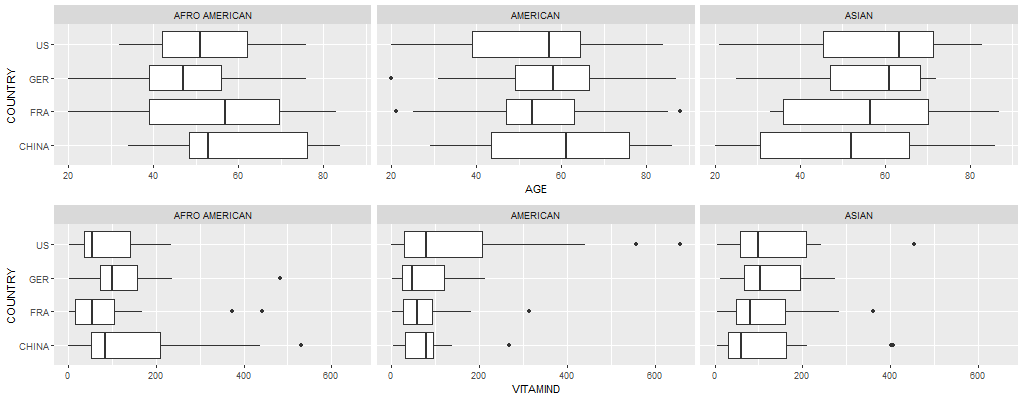 AFRO AMERICAN AMERICAN ASIAN
COUNTRY
US
GER
FRA
CHINA
20 40 60 80 20 40 60 80 20 40 60 80
AGE
AFRO AMERICAN AMERICAN ASIAN
COUNTRY
US
GER
FRA
CHINA
0 200 400 600 0 200 400 600 0 200 400 600
VITAMIND